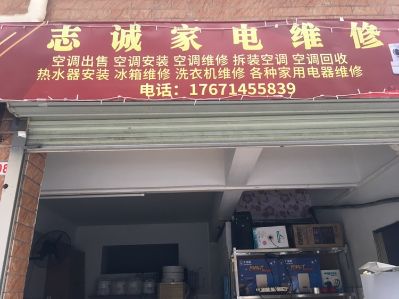 志诚家电维修
空调出售 空调安装 空调维修 拆装空调 空调回收
热水器安装 冰箱维修 洗衣机维修 各种家用电器维修
电话：17671455839